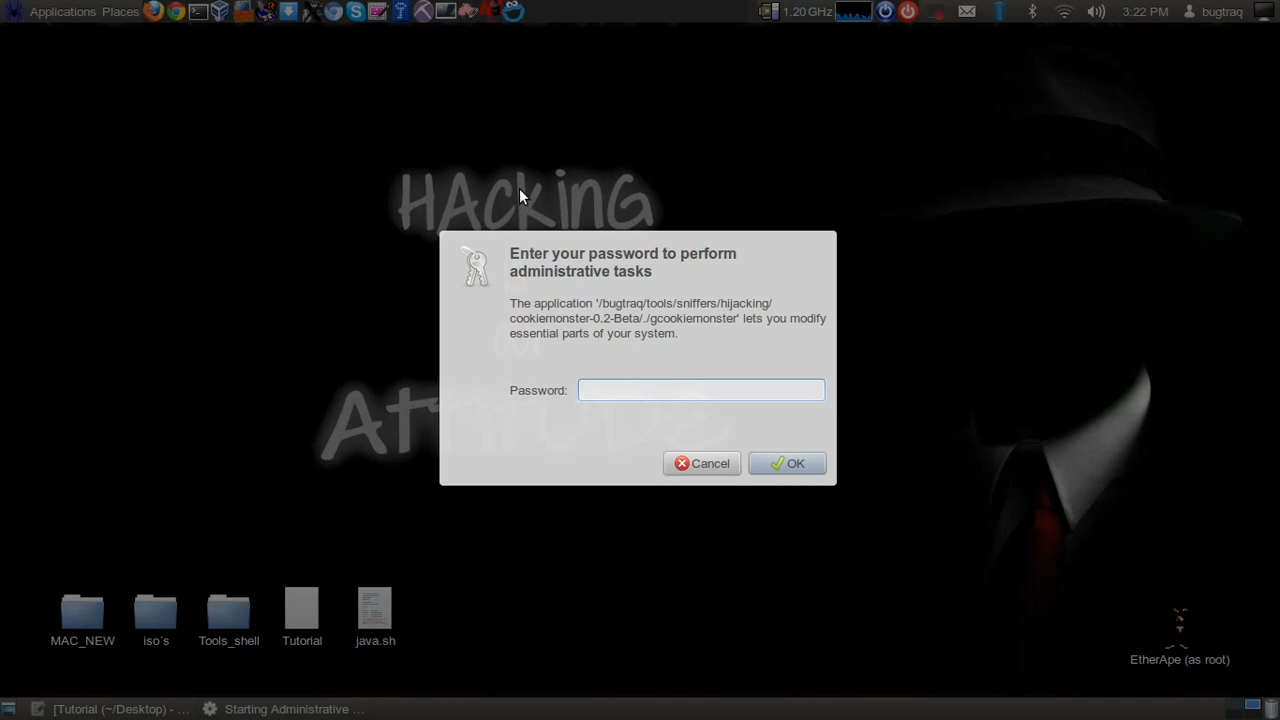 Applications Places
1.20 GHz
3:22 PM
bugtraq
HAcking
Enter your password to perform
administrative tasks
The application '/bugtraq/tools/sniffers/hijacking/
cookiemonster-0.2-Beta/./gcookiemonster' lets you modify
essential parts of your system.
Password:
ATTiTUDe
Cancel
OK
MAC_NEW
iso´s
Tools_shell
Tutorial
java.sh
EtherApe (as root)
[Tutorial (~/Desktop) - ...
Starting Administrative ...